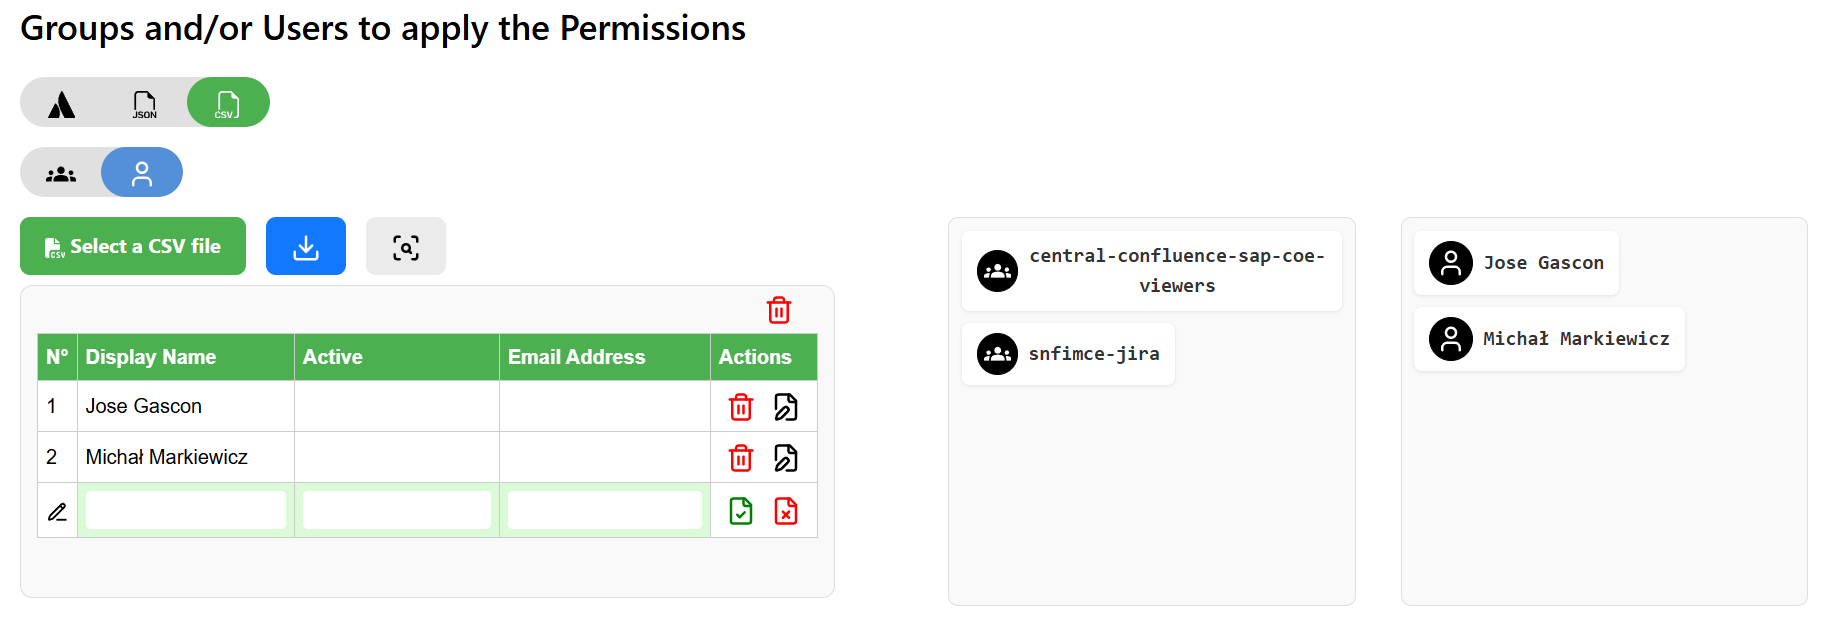 Groups and/or Users to apply the Permissions
JSON
CSV
CSV Select a CSV file
Nº Display Name Active Email Address Actions
1 Jose Gascon
2 Michał Markiewicz
central-confluence-sap-coe-
viewers
snfimce-jira
Jose Gascon
Michał Markiewicz